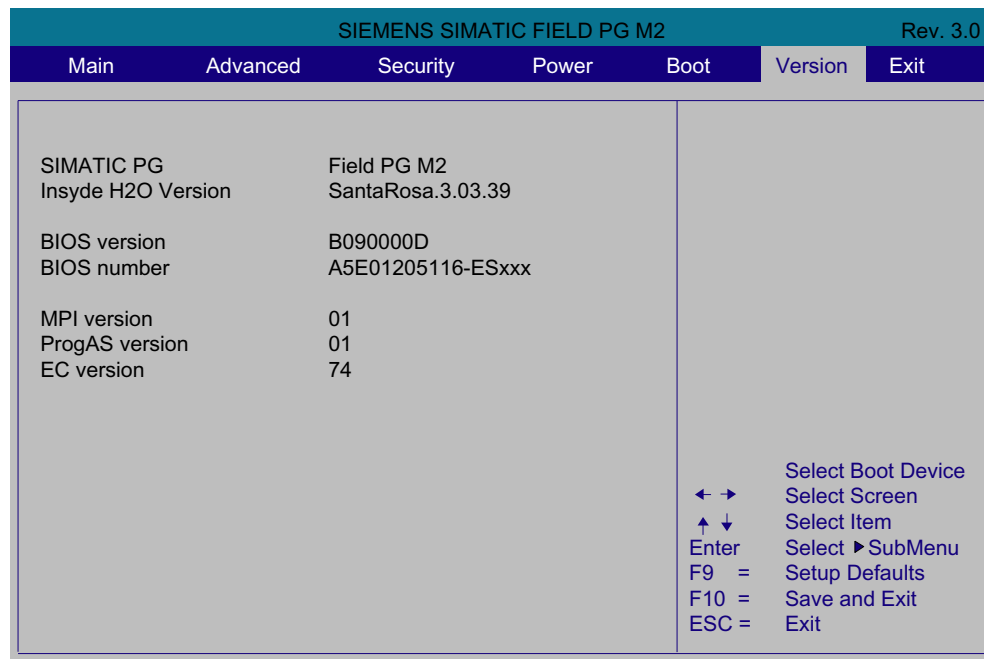 SIEMENS SIMATIC FIELD PG M2 Rev. 3.0
Main Advanced Security Power Boot Version Exit
SIMATIC PG Field PG M2
Insyde H2O Version SantaRosa.3.03.39
BIOS version B090000D
BIOS number A5E01205116-ESxxx
MPI version 01
ProgAS version 01
EC version 74
Select Boot Device
← → Select Screen
↑ ↓ Select Item
Enter Select ▶ SubMenu
F9 = Setup Defaults
F10 = Save and Exit
ESC = Exit